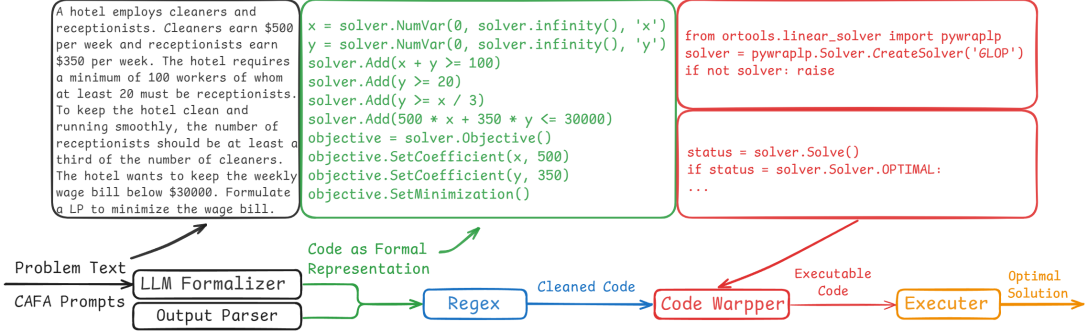 A hotel employs cleaners and
receptionists. Cleaners earn $500
per week and receptionists earn
$350 per week. The hotel requires
a minimum of 100 workers of whom
at least 20 must be receptionists.
To keep the hotel clean and
running smoothly, the number of
receptionists should be at least a
third of the number of cleaners.
The hotel wants to keep the weekly
wage bill below $30000. Formulate
a LP to minimize the wage bill.
x = solver.NumVar(0, solver.infinity(), 'x')
y = solver.NumVar(0, solver.infinity(), 'y')
solver.Add(x + y >= 100)
solver.Add(y >= 20)
solver.Add(y >= x / 3)
solver.Add(500 * x + 350 * y <= 30000)
objective = solver.Objective()
objective.SetCoefficient(x, 500)
objective.SetCoefficient(y, 350)
objective.SetMinimization()
from ortools.linear_solver import pywraplp
solver = pywraplp.Solver.CreateSolver('GLOP')
if not solver: raise
status = solver.Solve()
if status = solver.Solver.OPTIMAL:
...
Problem Text
CAFA Prompts
LLM Formalizer
Output Parser
Code as Formal
Representation
Regex
Cleaned Code
Code Warpper
Executable
Code
Executer
Optimal
Solution